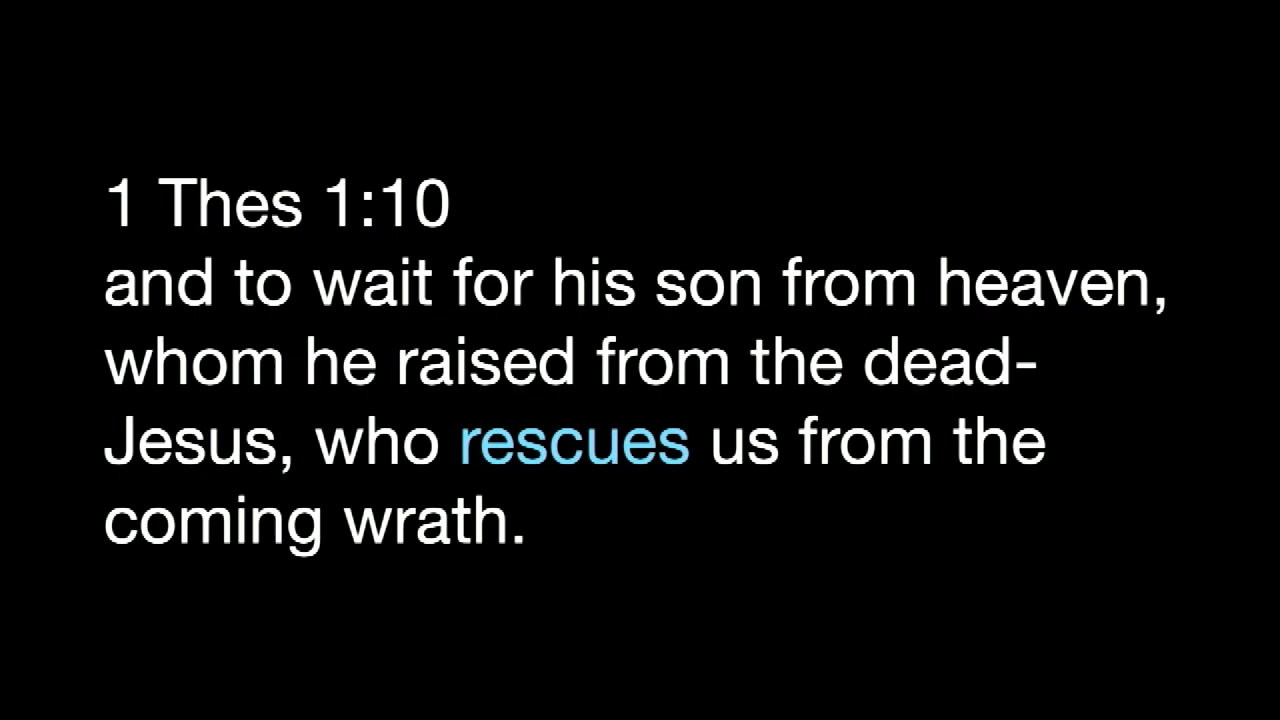 1 Thes 1:10
and to wait for his son from heaven,
whom he raised from the dead-
Jesus, who rescues us from the
coming wrath.